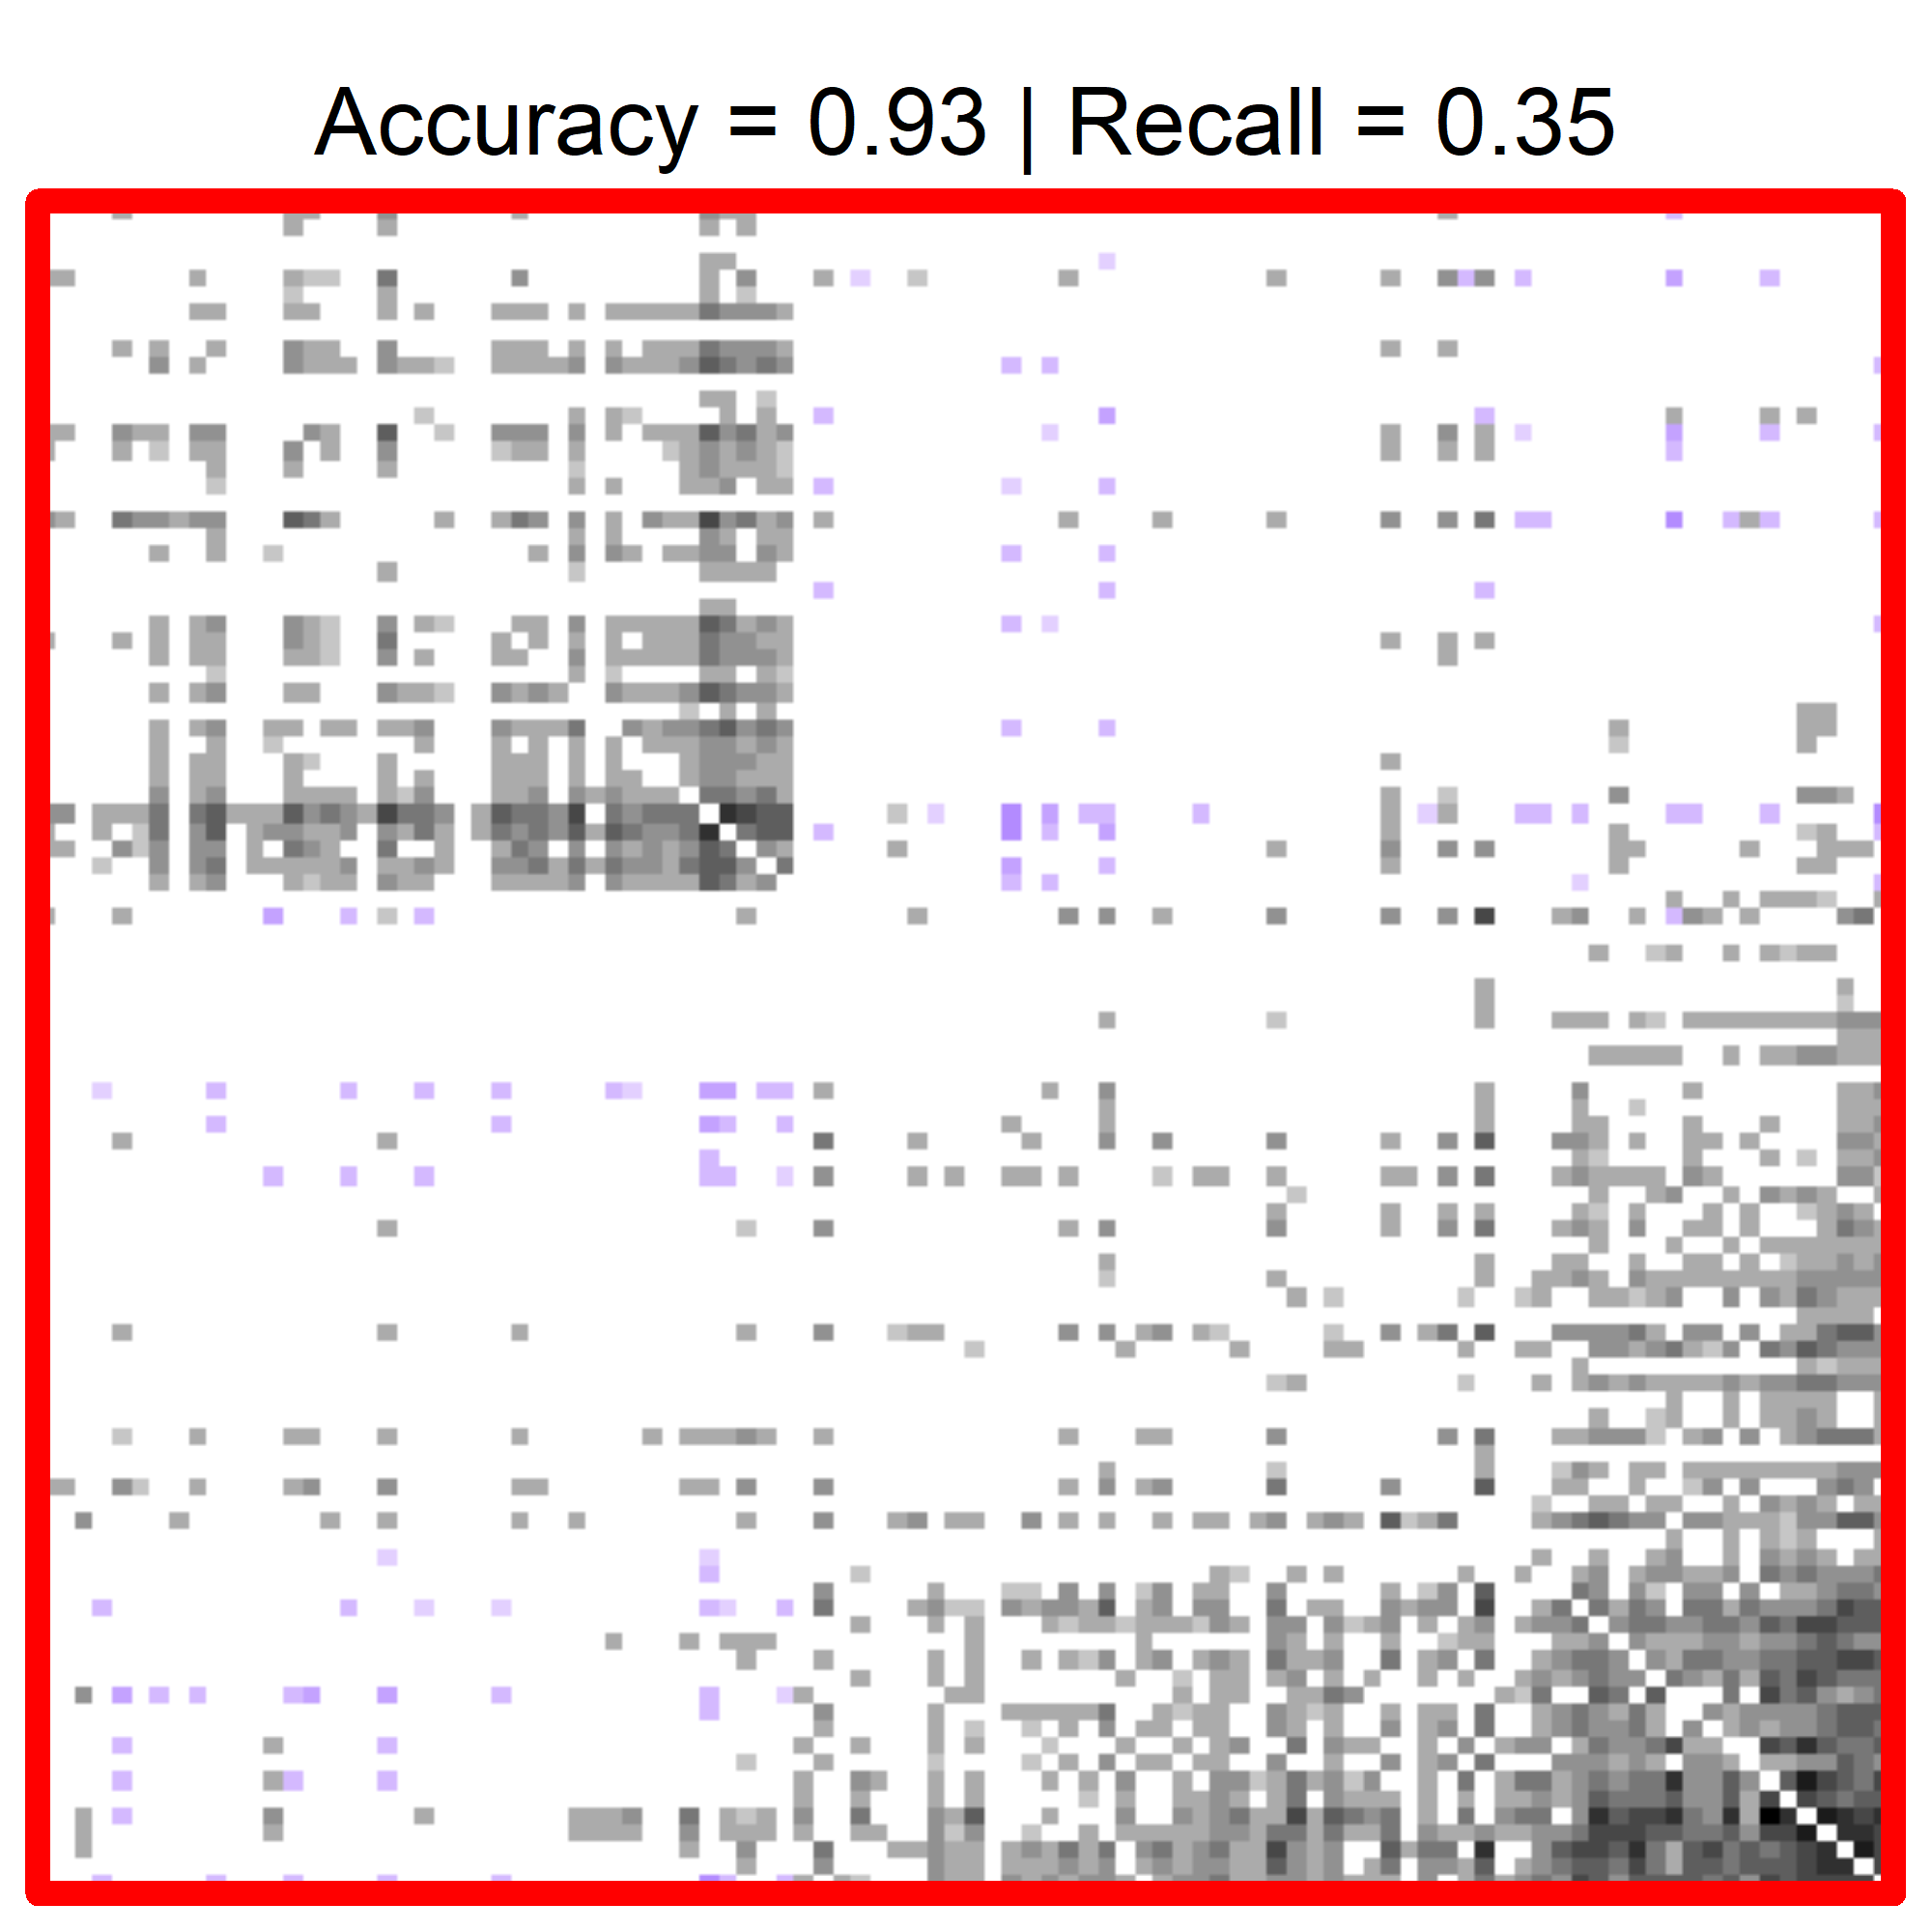 Accuracy = 0.93 | Recall = 0.35